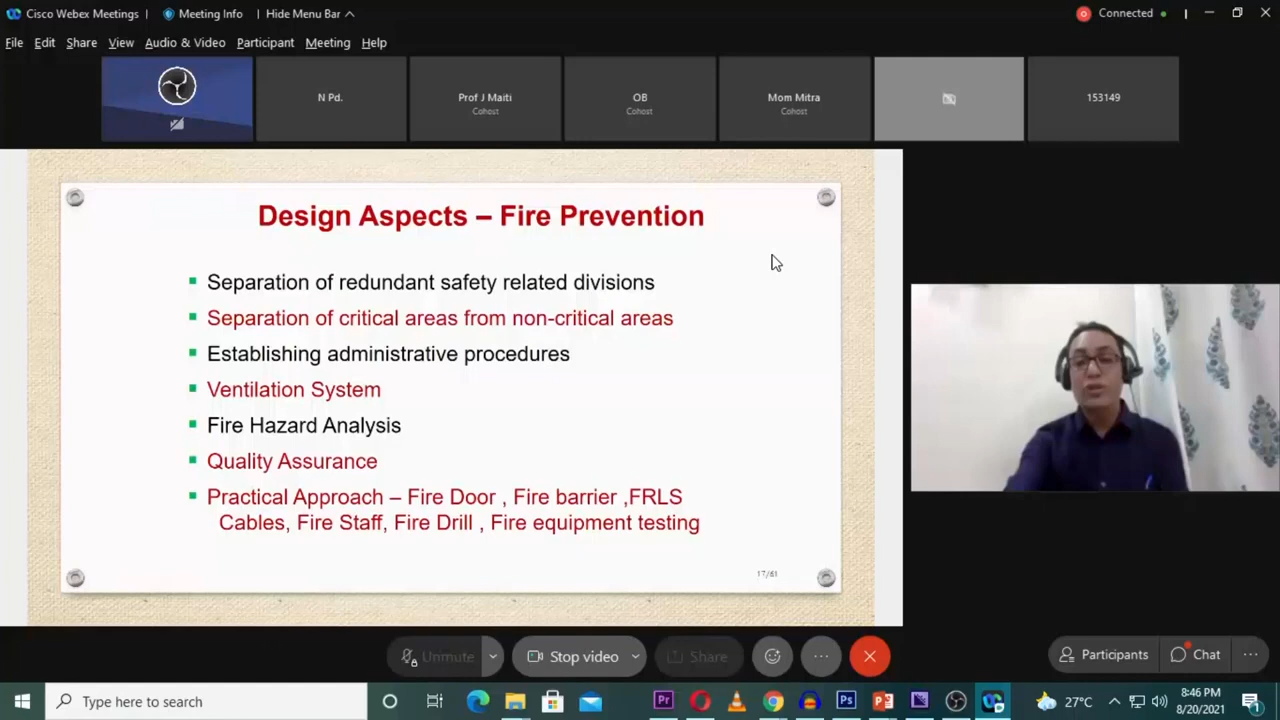 Cisco Webex Meetings
Meeting Info
Hide Menu Bar
Connected
File Edit Share View Audio & Video Participant Meeting Help
N Pd.
Prof J Maiti
Cohost
OB
Cohost
Mom Mitra
Cohost
153149
Design Aspects – Fire Prevention
Separation of redundant safety related divisions
Separation of critical areas from non-critical areas
Establishing administrative procedures
Ventilation System
Fire Hazard Analysis
Quality Assurance
Practical Approach – Fire Door , Fire barrier ,FRLS
Cables, Fire Staff, Fire Drill , Fire equipment testing
17/61
Unmute
Stop video
Share
Participants
Chat
Type here to search
Pr
Ps
27°C
8:46 PM
8/20/2021
1